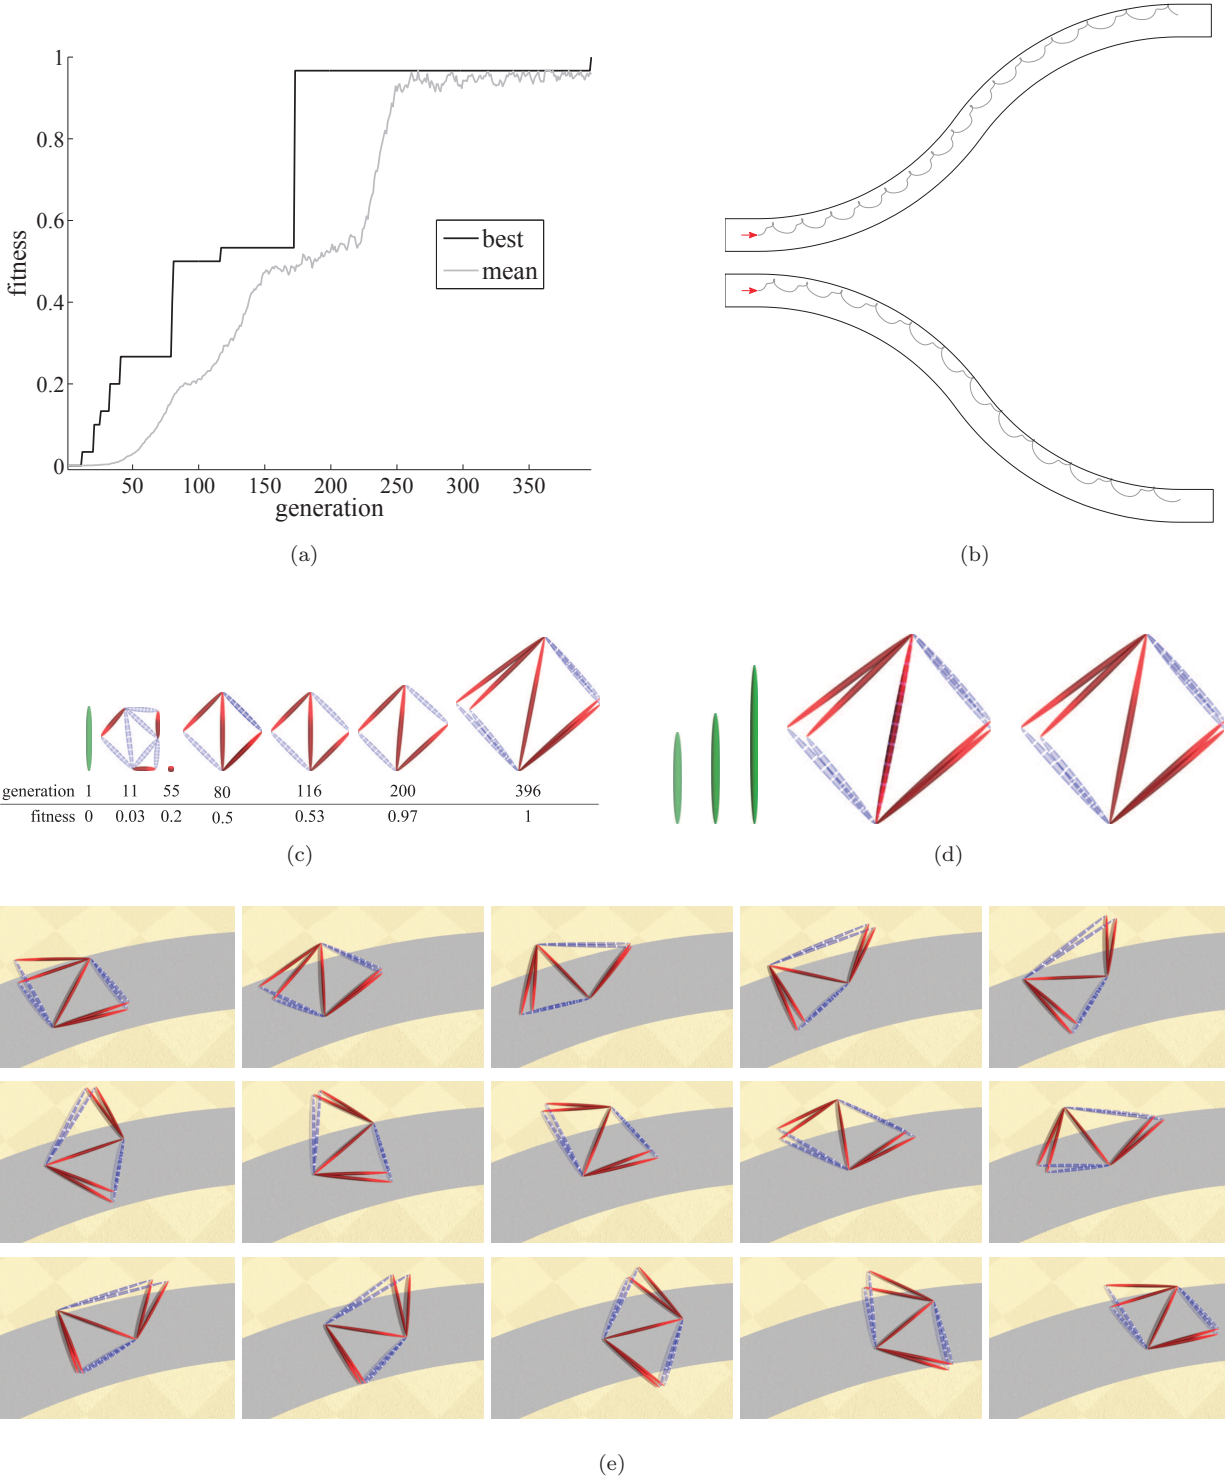 1
0.8
0.6
0.4
0.2
0
fitness
50 100 150 200 250 300 350
generation
best
mean
(a)
(b)
generation 1 11 55 80 116 200 396
fitness 0 0.03 0.2 0.5 0.53 0.97 1
(c)
(d)
(e)